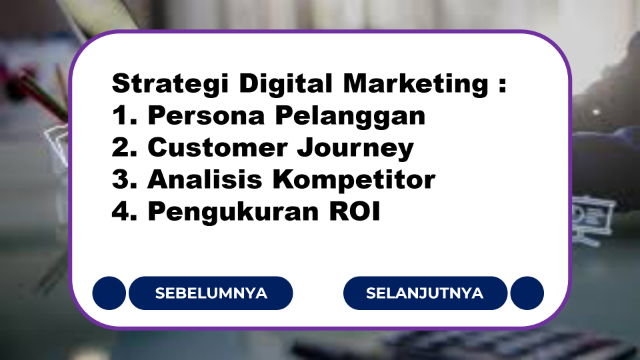 Strategi Digital Marketing :
1. Persona Pelanggan
2. Customer Journey
3. Analisis Kompetitor
4. Pengukuran ROI
SEBELUMNYA
SELANJUTNYA